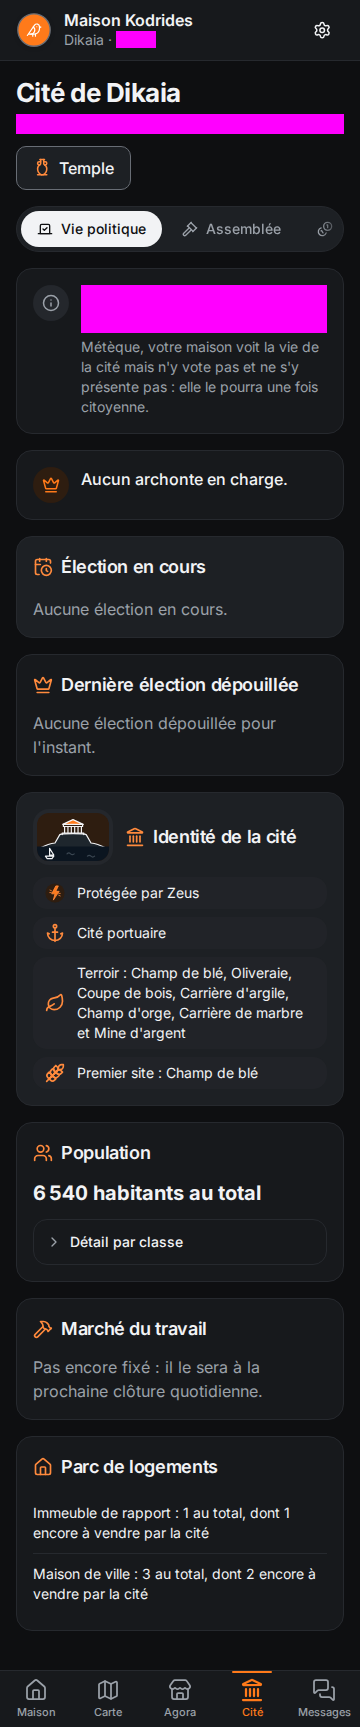 Maison Kodrides
Dikaia ·
Cité de Dikaia
Temple
Vie politique
Assemblée
Métèque, votre maison voit la vie de
la cité mais n'y vote pas et ne s'y
présente pas : elle le pourra une fois
citoyenne.
Aucun archonte en charge.
Élection en cours
Aucune élection en cours.
Dernière élection dépouillée
Aucune élection dépouillée pour
l'instant.
Identité de la cité
Protégée par Zeus
Cité portuaire
Terroir : Champ de blé, Oliveraie,
Coupe de bois, Carrière d'argile,
Champ d'orge, Carrière de marbre
et Mine d'argent
Premier site : Champ de blé
Population
6 540 habitants au total
Détail par classe
Marché du travail
Pas encore fixé : il le sera à la
prochaine clôture quotidienne.
Parc de logements
Immeuble de rapport : 1 au total, dont 1
encore à vendre par la cité
Maison de ville : 3 au total, dont 2 encore à
vendre par la cité
Maison
Carte
Agora
Cité
Messages